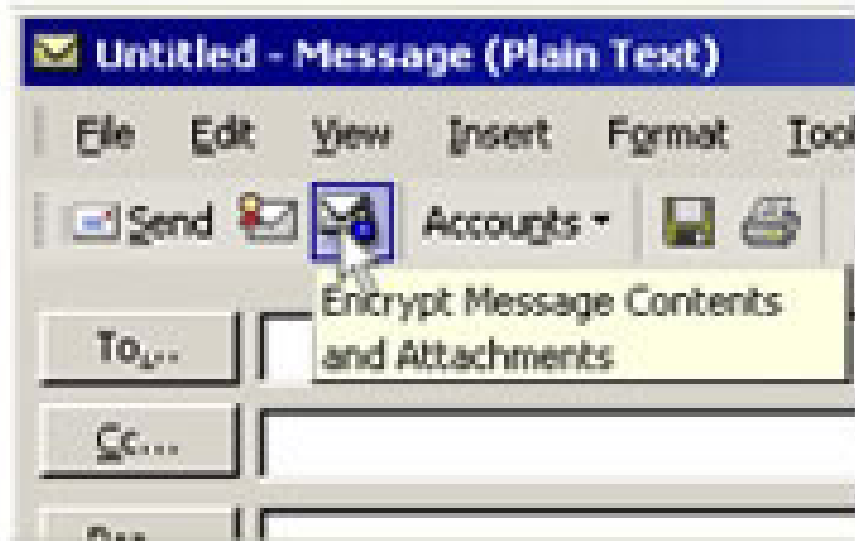 Untitled - Message (Plain Text)
File Edit View Insert Format
Send Accounts
Encrypt Message Contents
and Attachments
To...
Cc...